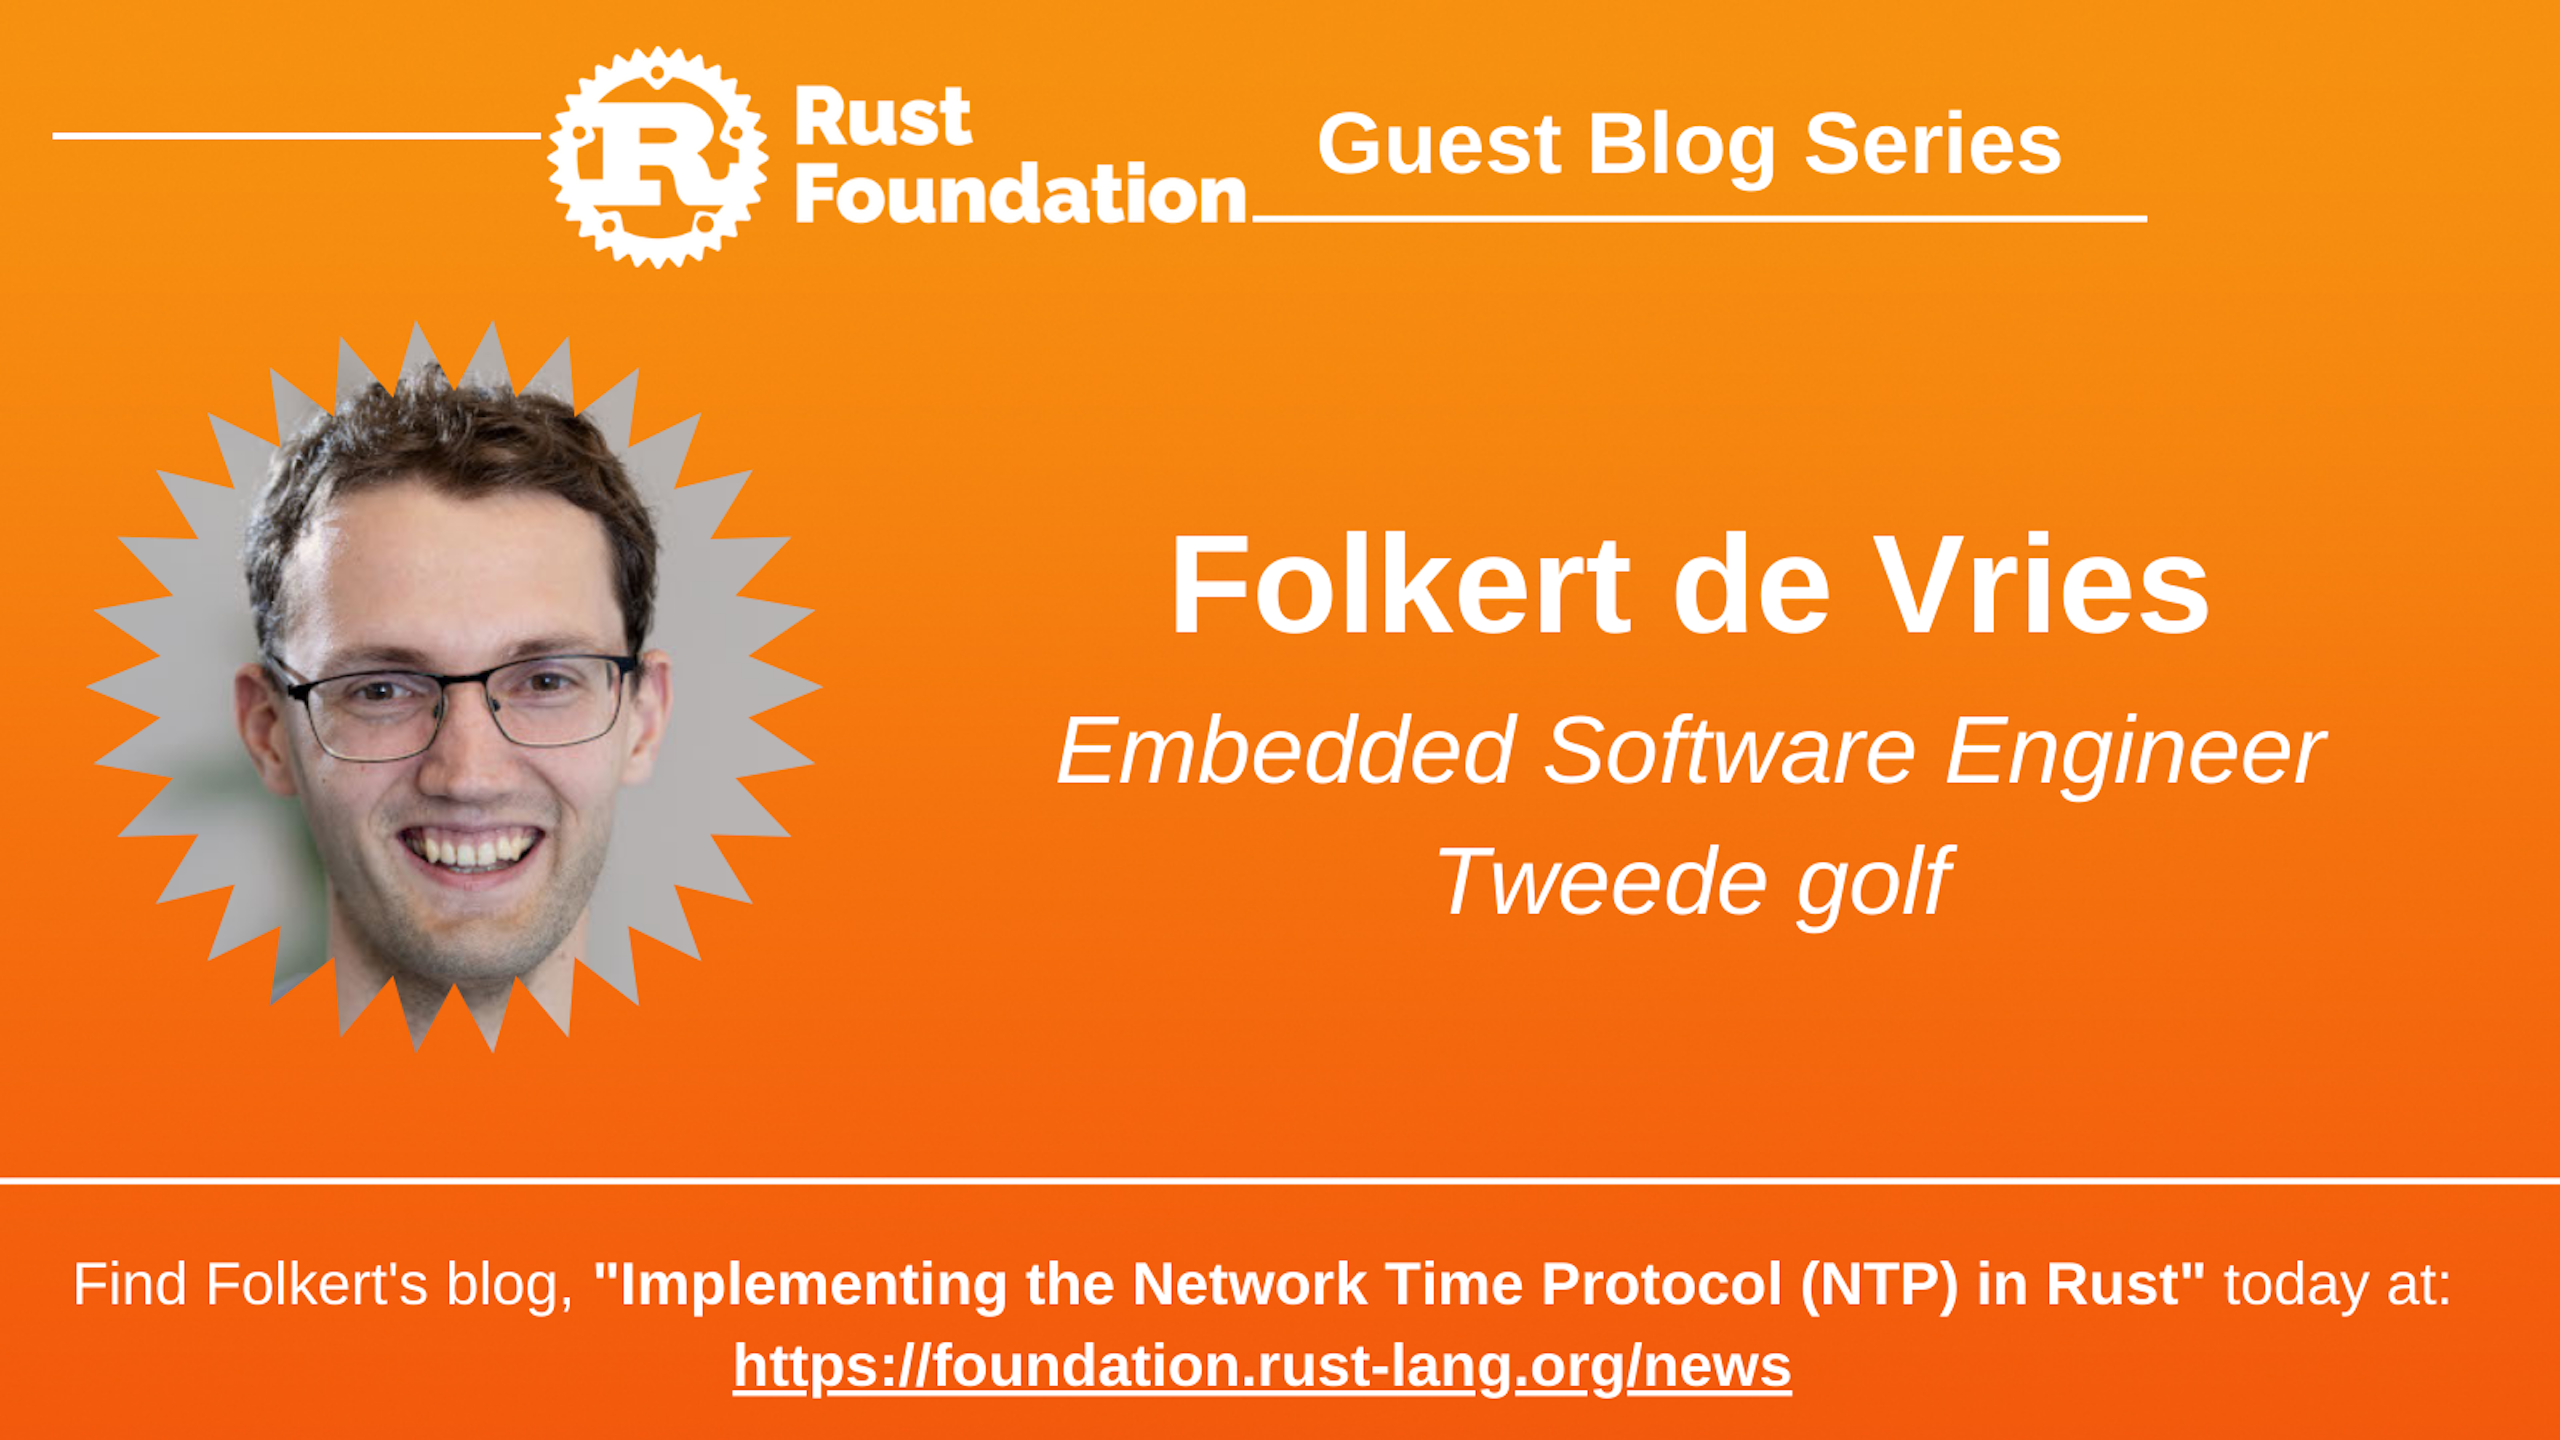 Rust
Foundation
Guest Blog Series
Folkert de Vries
Embedded Software Engineer
Tweede golf
Find Folkert's blog, "Implementing the Network Time Protocol (NTP) in Rust" today at:
https://foundation.rust-lang.org/news